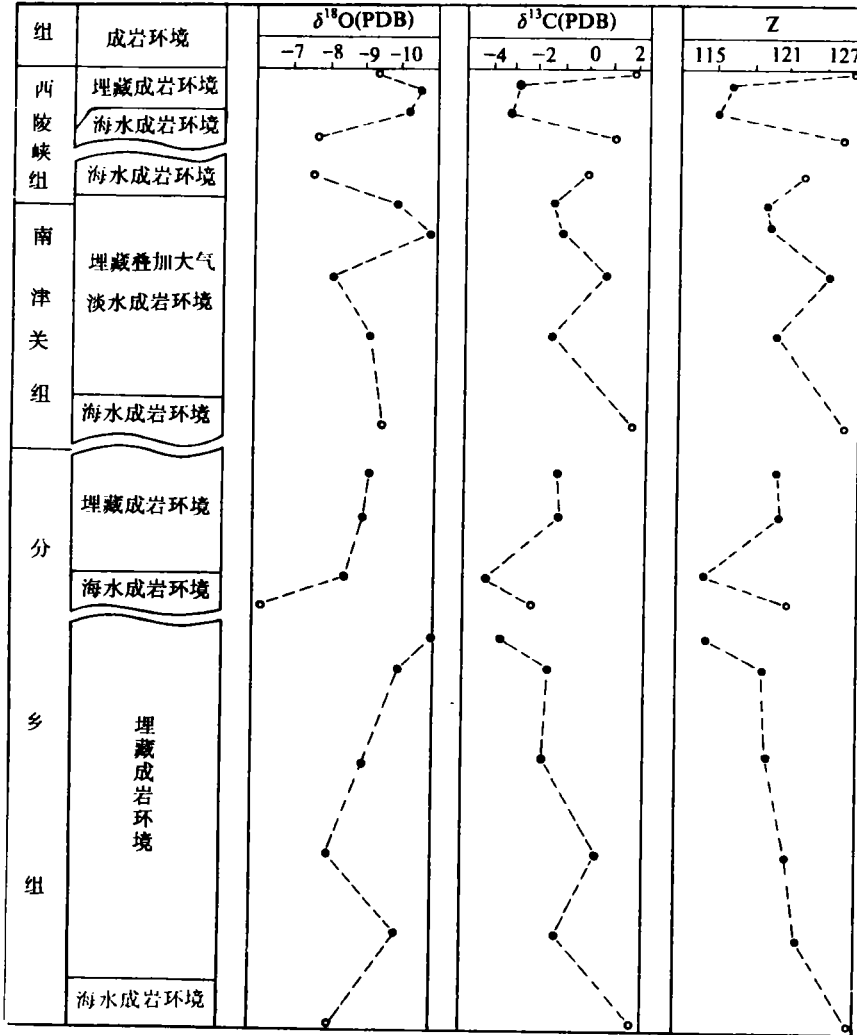 组
成岩环境
δ¹⁸O(PDB)
−7 −8 −9 −10
δ¹³C(PDB)
−4 −2 0 2
Z
115 121 127
西陵峡组
埋藏成岩环境
海水成岩环境
海水成岩环境
南津关组
埋藏叠加大气
淡水成岩环境
海水成岩环境
分乡组
埋藏成岩环境
海水成岩环境
埋藏成岩环境
海水成岩环境